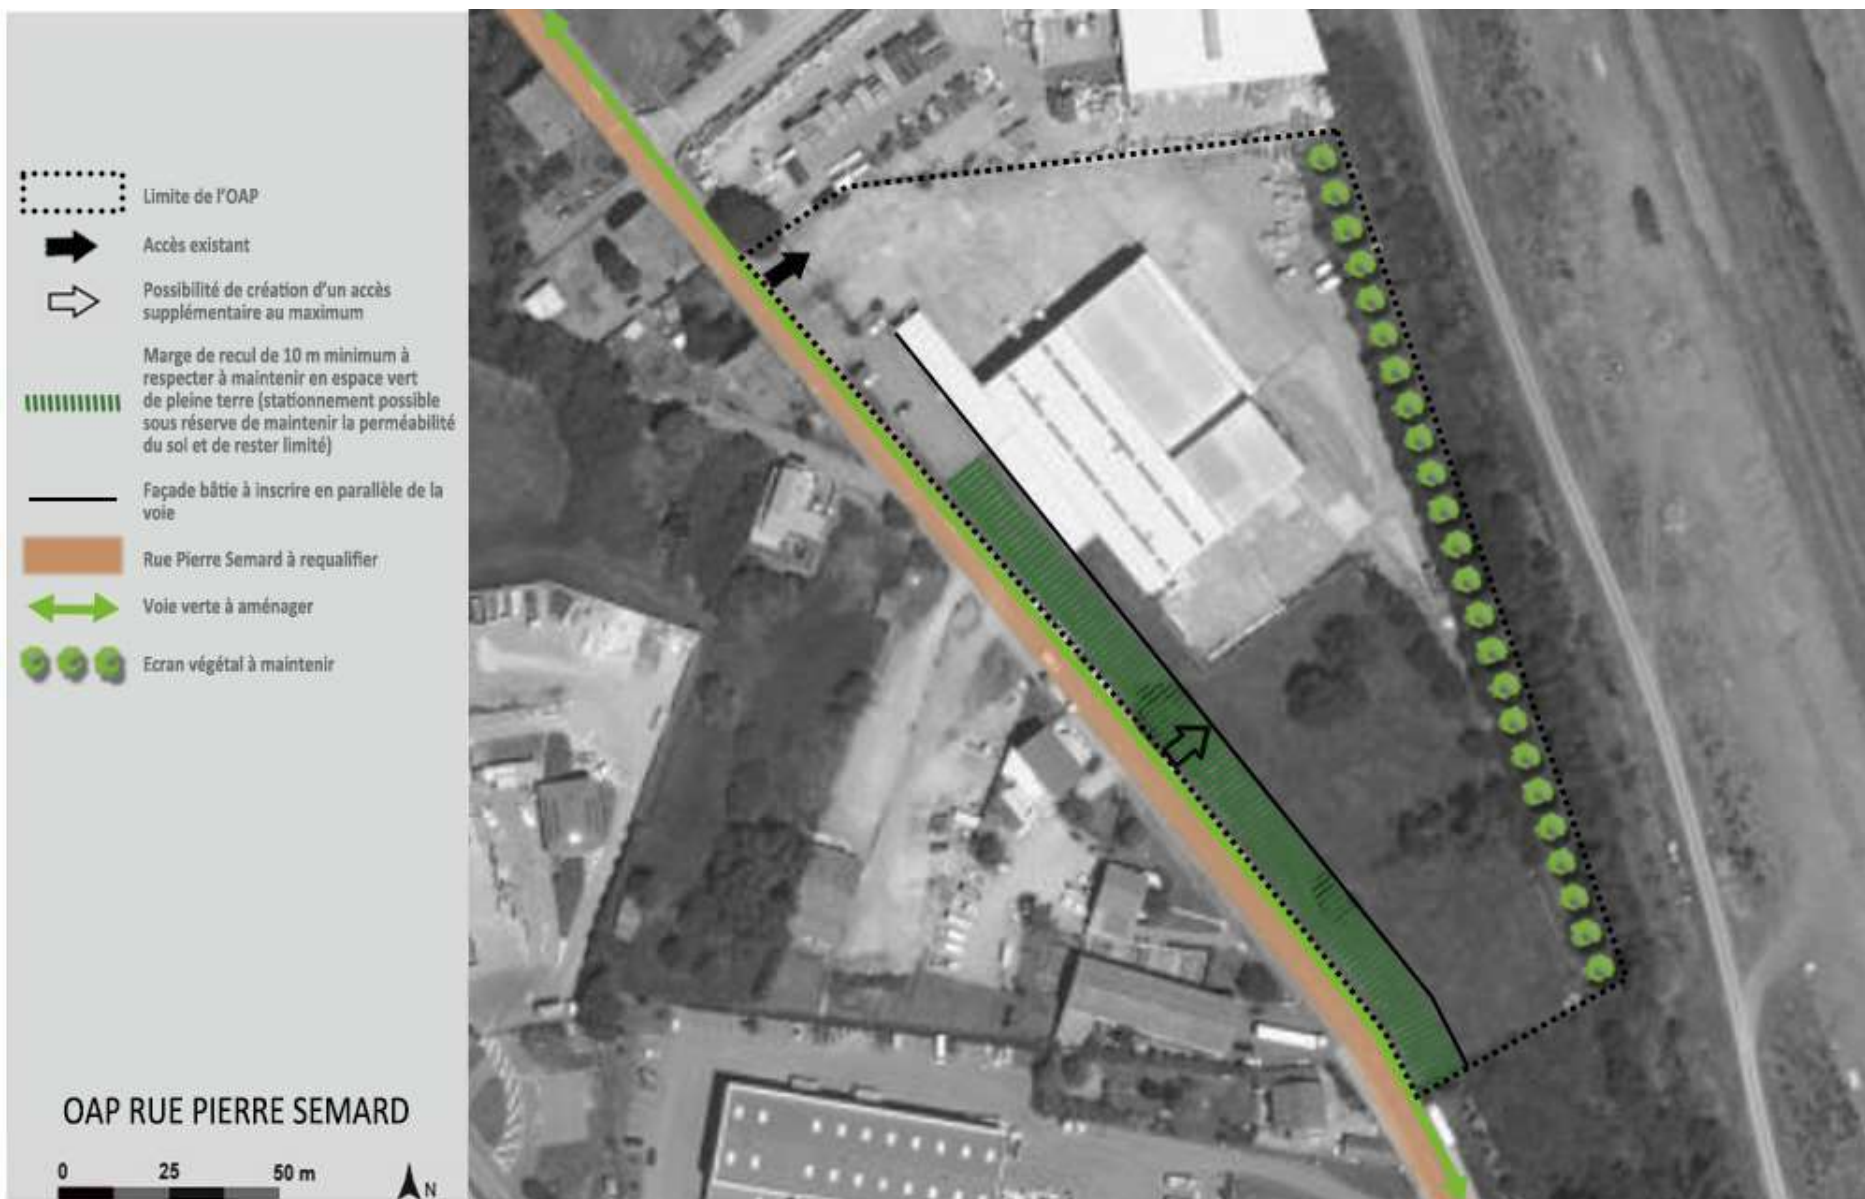 Limite de l'OAP
Accès existant
Possibilité de création d'un accès
supplémentaire au maximum
Marge de recul de 10 m minimum à
respecter à maintenir en espace vert
de pleine terre (stationnement possible
sous réserve de maintenir la perméabilité
du sol et de rester limité)
Façade bâtie à inscrire en parallèle de la
voie
Rue Pierre Semard à requalifier
Voie verte à aménager
Ecran végétal à maintenir
OAP RUE PIERRE SEMARD
0 25 50 m
N